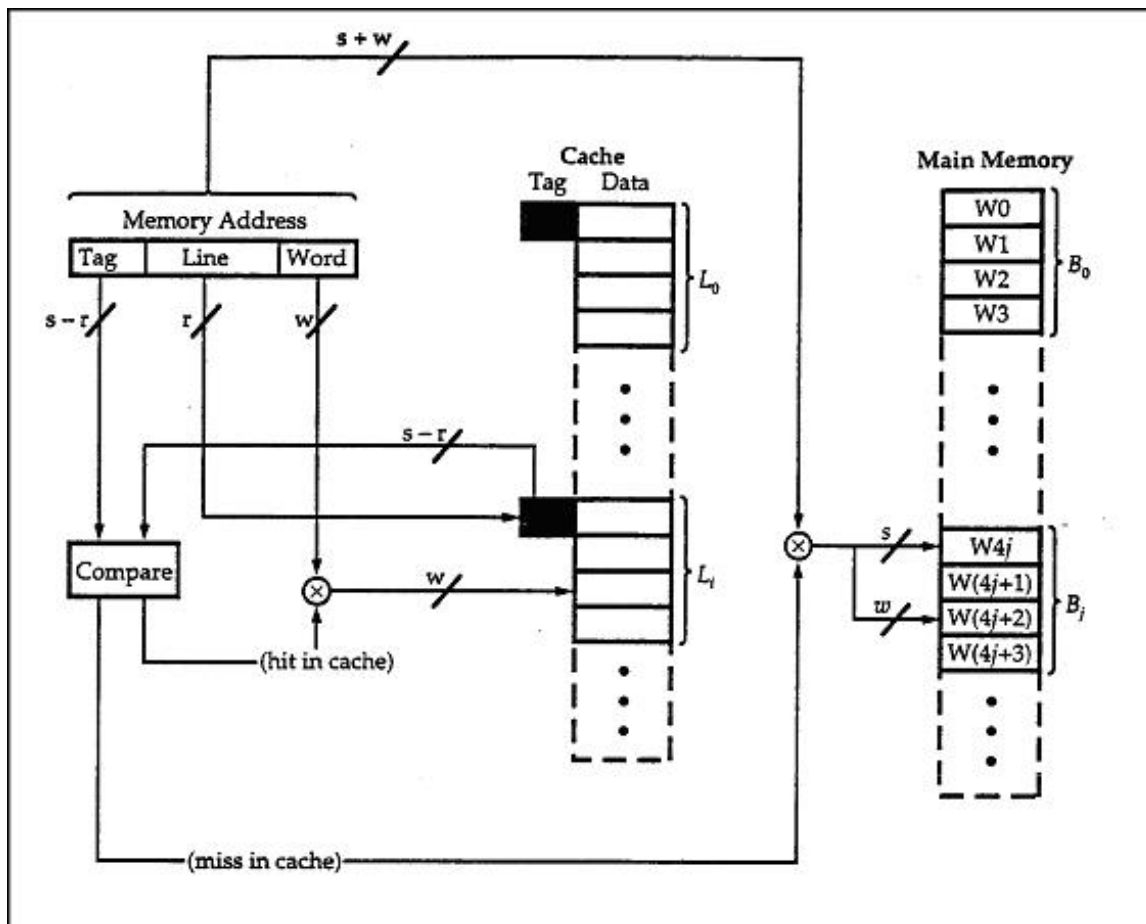 s + w
Cache
Tag Data
Main Memory
Memory Address
Tag Line Word
s – r
r
w
L0
W0
W1
W2
W3
B0
s – r
Compare
w
(hit in cache)
Li
s
w
W4j
W(4j+1)
W(4j+2)
W(4j+3)
Bj
(miss in cache)